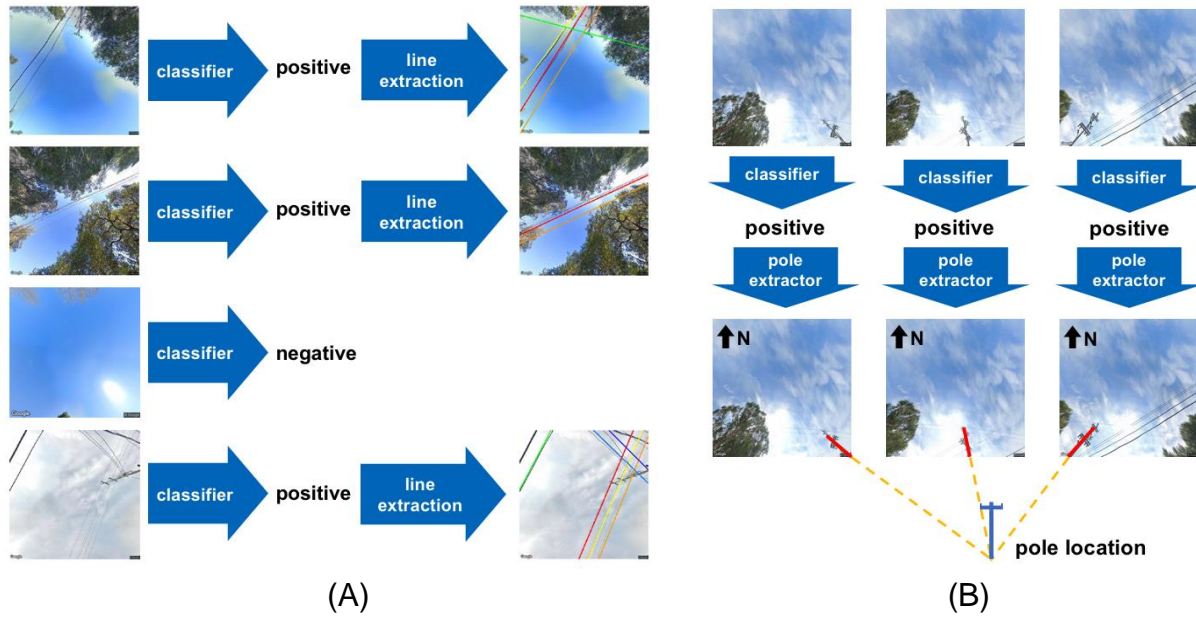 classifier
positive
line
extraction
classifier
positive
line
extraction
Google
classifier
negative
classifier
positive
line
extraction
(A)
classifier
classifier
classifier
positive
positive
positive
pole
extractor
pole
extractor
pole
extractor
N
N
N
pole location
(B)